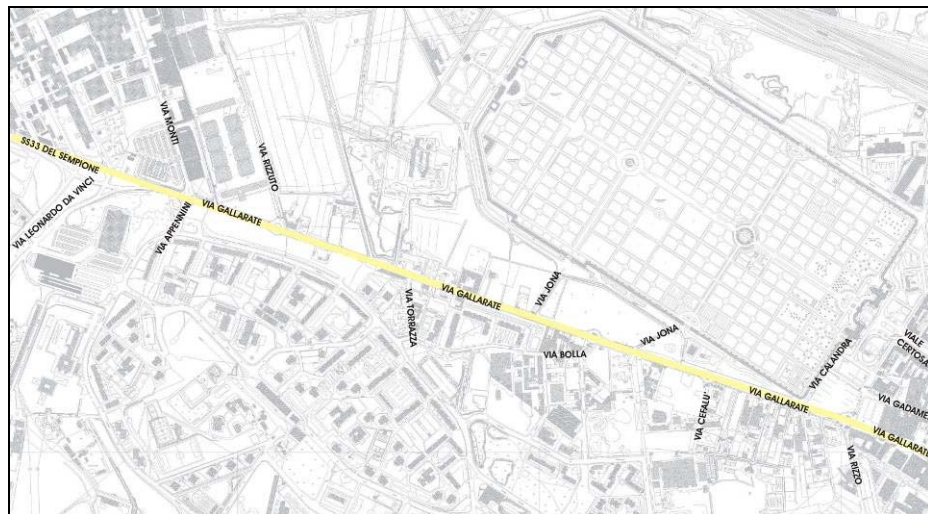 SS33 DEL SEMPIONE
VIA MONTI
VIA RIZZUTO
VIA LEONARDO DA VINCI
VIA APPENNINI
VIA GALLARATE
VIA TORRAZZA
VIA GALLARATE
VIA JONA
VIA BOLLA
VIA JONA
VIA CEFALU'
VIA GALLARATE
VIA CALANDRA
VIALE
CERTOSA
VIA GADAME
VIA GALLARATE
VIA RIZZO